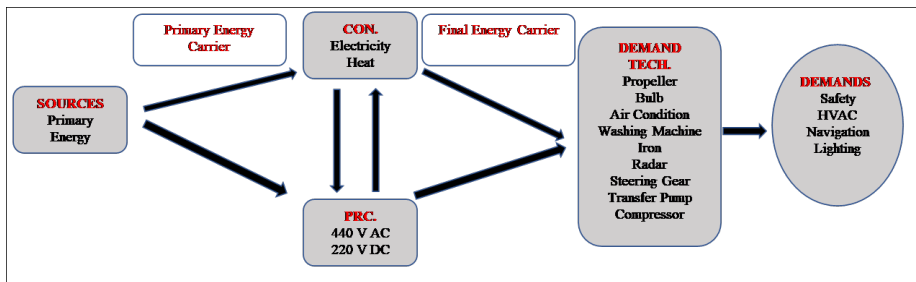 Primary Energy
Carrier
CON.
Electricity
Heat
Final Energy Carrier
SOURCES
Primary
Energy
PRC.
440 V AC
220 V DC
DEMAND
TECH.
Propeller
Bulb
Air Condition
Washing Machine
Iron
Radar
Steering Gear
Transfer Pump
Compressor
DEMANDS
Safety
HVAC
Navigation
Lighting